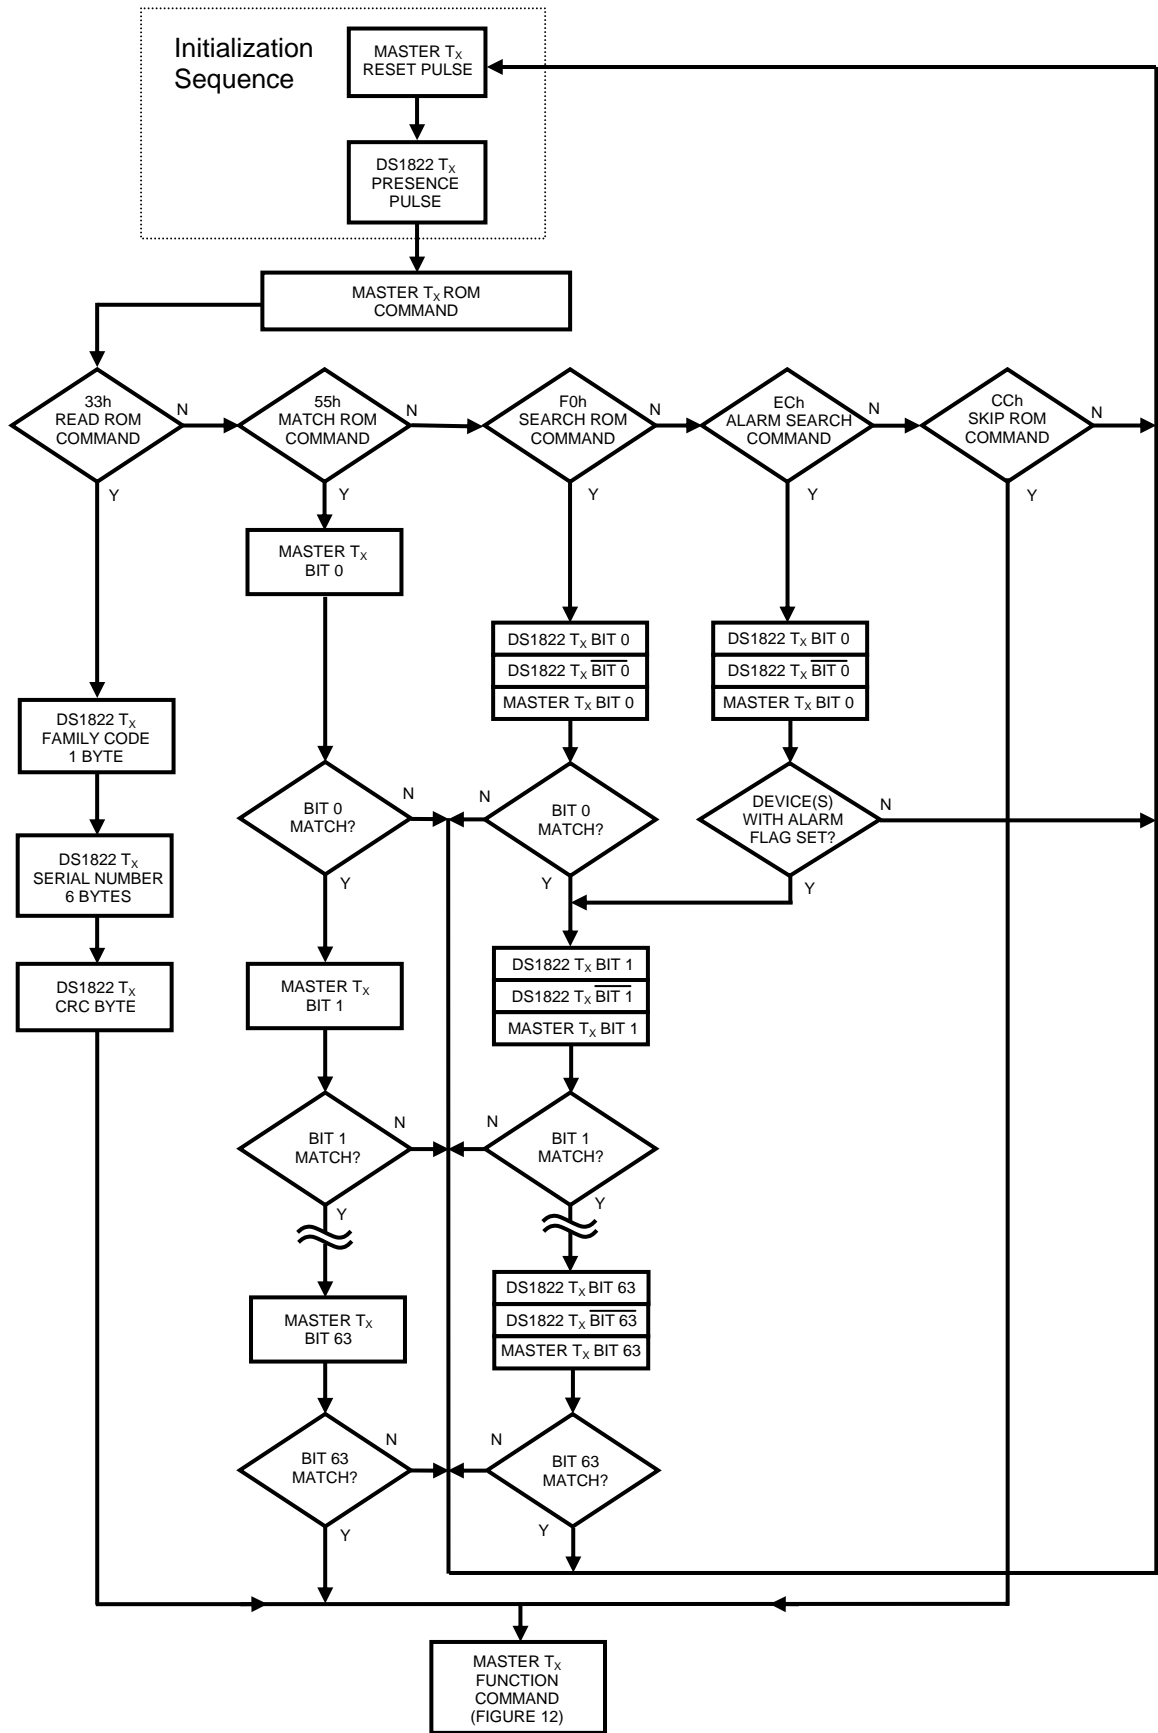 Initialization
Sequence
MASTER TX
RESET PULSE
DS1822 TX
PRESENCE
PULSE
MASTER TX ROM
COMMAND
33h
READ ROM
COMMAND
N
Y
55h
MATCH ROM
COMMAND
N
Y
F0h
SEARCH ROM
COMMAND
N
Y
ECh
ALARM SEARCH
COMMAND
N
Y
CCh
SKIP ROM
COMMAND
N
Y
MASTER TX
BIT 0
DS1822 TX BIT 0
DS1822 TX BIT 0
MASTER TX BIT 0
DS1822 TX BIT 0
DS1822 TX BIT 0
MASTER TX BIT 0
DS1822 TX
FAMILY CODE
1 BYTE
DS1822 TX
SERIAL NUMBER
6 BYTES
DS1822 TX
CRC BYTE
BIT 0
MATCH?
N
Y
BIT 0
MATCH?
N
Y
DEVICE(S)
WITH ALARM
FLAG SET?
N
Y
MASTER TX
BIT 1
DS1822 TX BIT 1
DS1822 TX BIT 1
MASTER TX BIT 1
BIT 1
MATCH?
N
Y
BIT 1
MATCH?
N
Y
MASTER TX
BIT 63
DS1822 TX BIT 63
DS1822 TX BIT 63
MASTER TX BIT 63
BIT 63
MATCH?
N
Y
BIT 63
MATCH?
N
Y
MASTER TX
FUNCTION
COMMAND
(FIGURE 12)